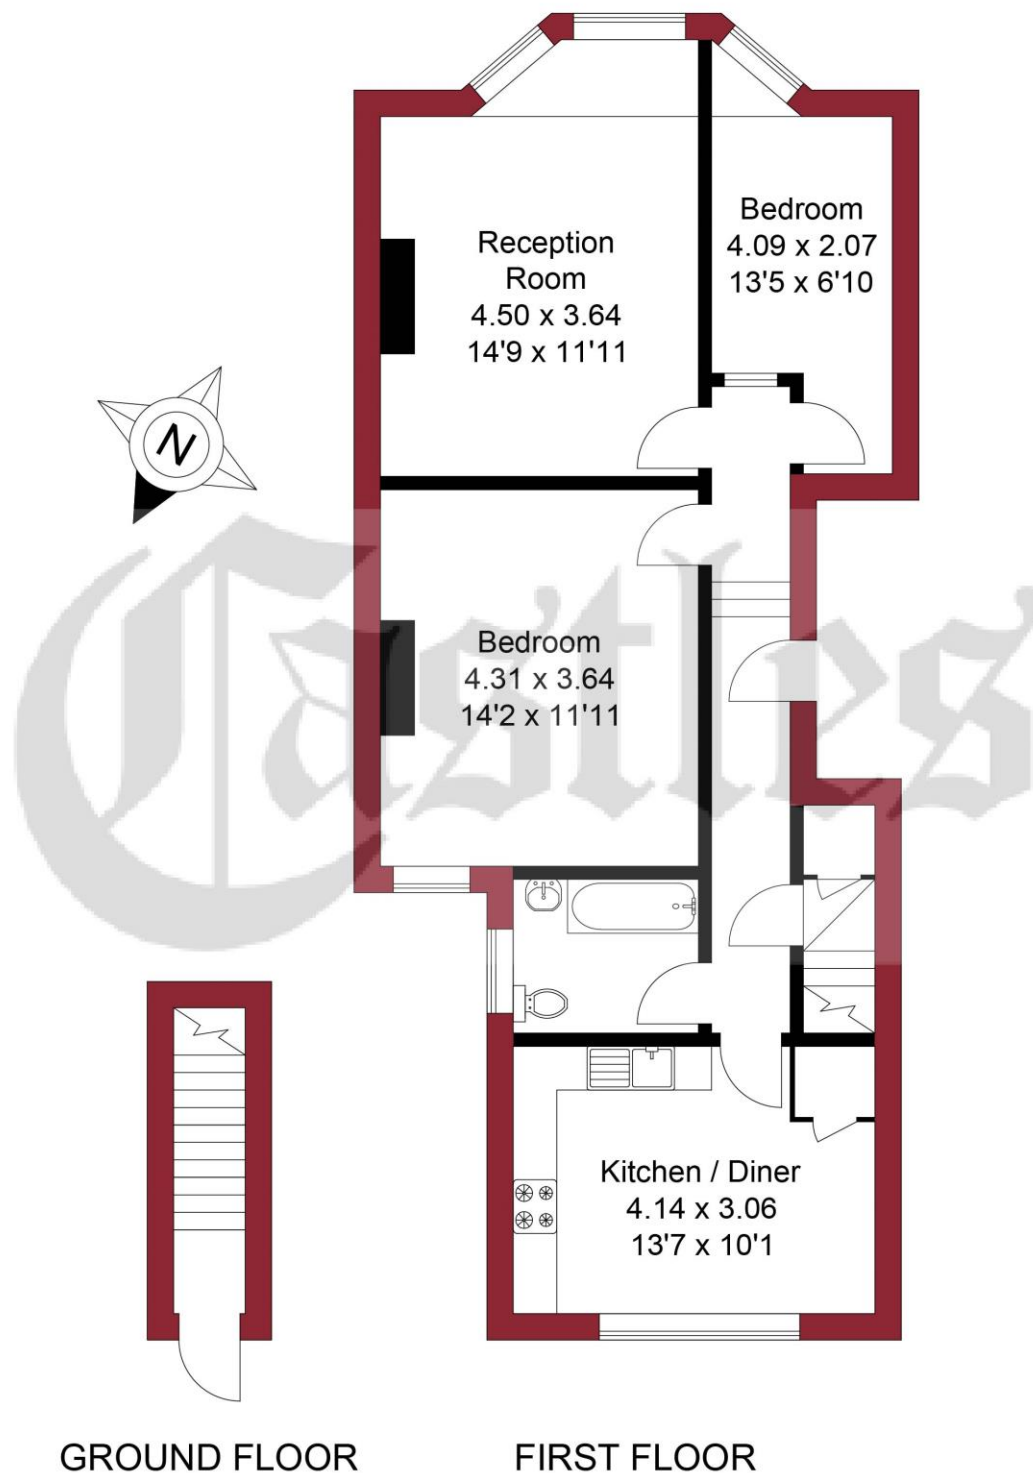 Reception
Room
4.50 x 3.64
14'9 x 11'11
Bedroom
4.09 x 2.07
13'5 x 6'10
N
Bedroom
4.31 x 3.64
14'2 x 11'11
Castles
Kitchen / Diner
4.14 x 3.06
13'7 x 10'1
GROUND FLOOR
FIRST FLOOR